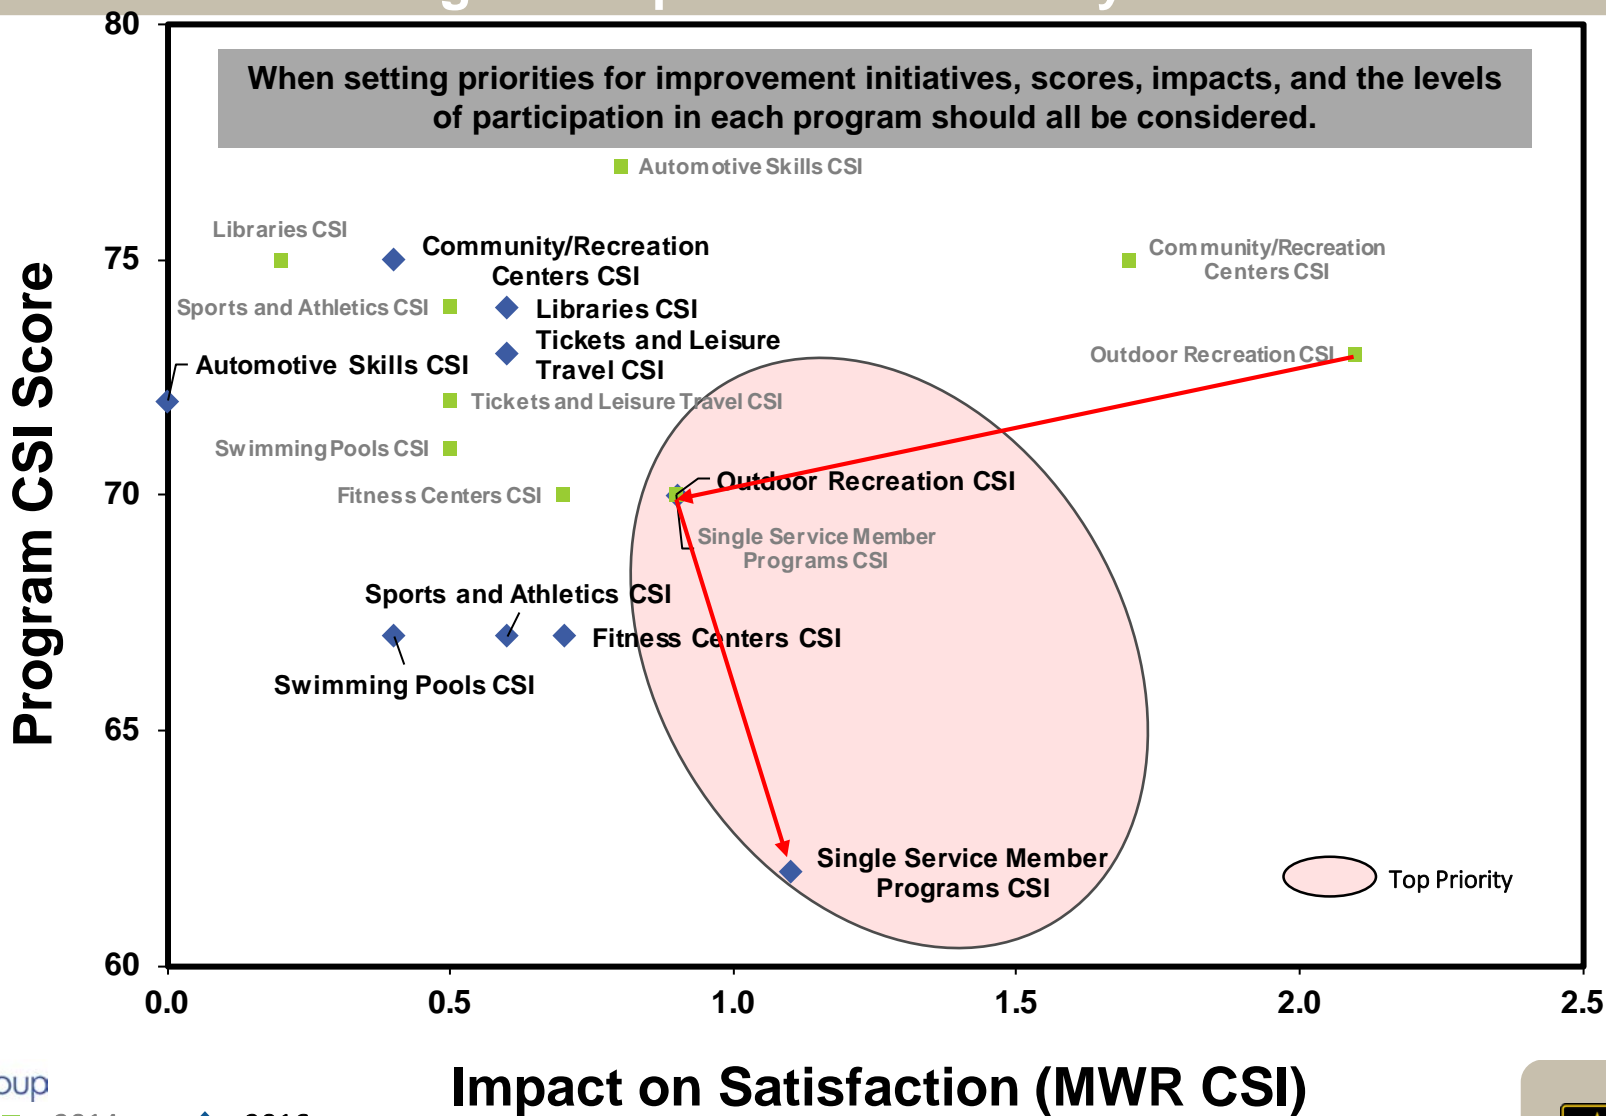 80
When setting priorities for improvement initiatives, scores, impacts, and the levels
of participation in each program should all be considered.
Automotive Skills CSI
Libraries CSI
Community/Recreation
Centers CSI
75
Community/Recreation
Centers CSI
Sports and Athletics CSI
Libraries CSI
Tickets and Leisure
Travel CSI
Outdoor Recreation CSI
Automotive Skills CSI
Tickets and Leisure Travel CSI
Swimming Pools CSI
70
Fitness Centers CSI
Outdoor Recreation CSI
Single Service Member
Programs CSI
Sports and Athletics CSI
Fitness Centers CSI
Swimming Pools CSI
65
Single Service Member
Programs CSI
Top Priority
60
0.0
0.5
1.0
1.5
2.0
2.5
Program CSI Score
Impact on Satisfaction (MWR CSI)
oup